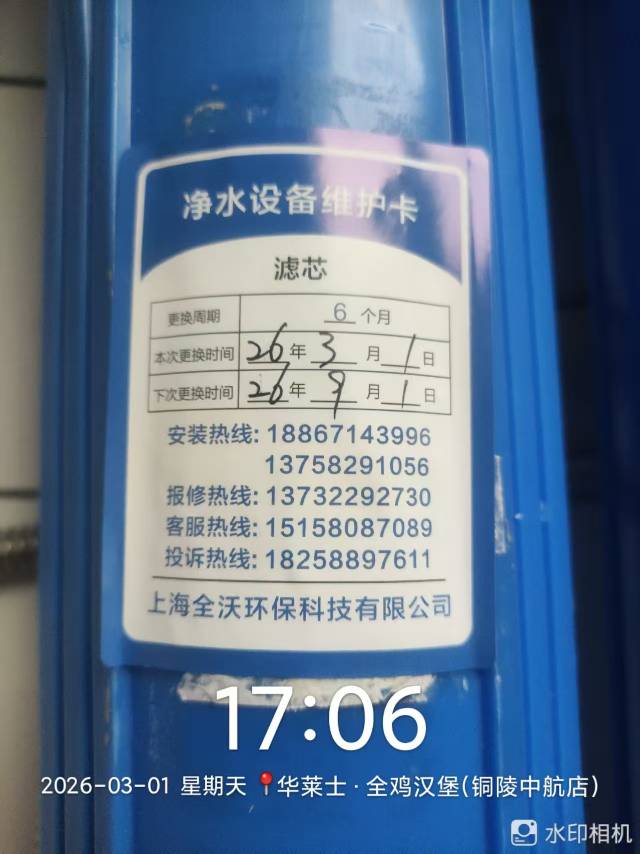 净水设备维护卡
滤芯
更换周期 6 个月
本次更换时间 26 年 3 月 1 日
下次更换时间 26 年 9 月 1 日
安装热线: 18867143996
13758291056
报修热线: 13732292730
客服热线: 15158087089
投诉热线: 18258897611
上海全沃环保科技有限公司
17:06
2026-03-01 星期天 华莱士·全鸡汉堡(铜陵中航店)
水印相机